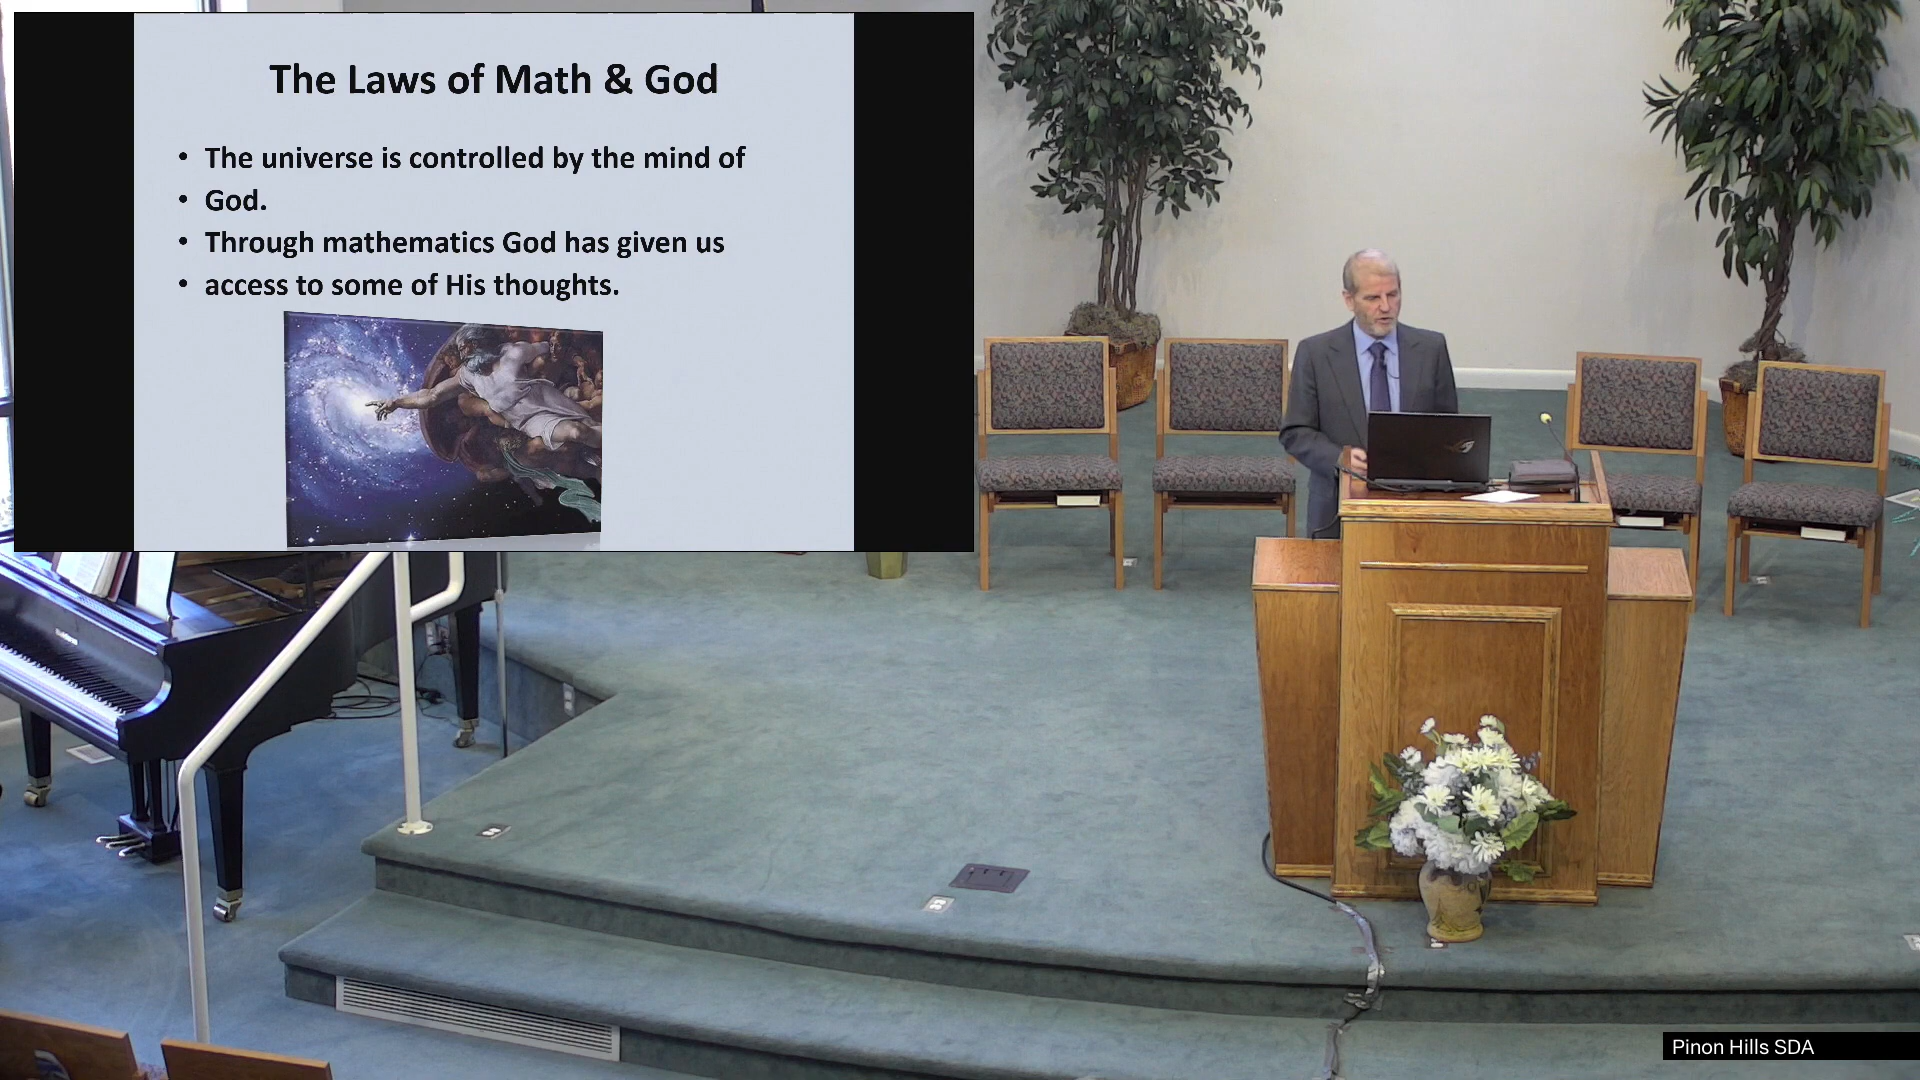 The Laws of Math & God
• The universe is controlled by the mind of
• God.
• Through mathematics God has given us
• access to some of His thoughts.
Pinon Hills SDA